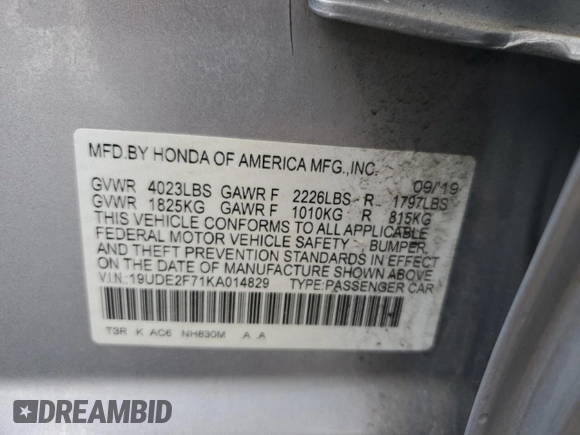 MFD.BY HONDA OF AMERICA MFG.,INC. 09/'19
GVWR 4023LBS GAWR F 2226LBS R 1797LBS
GVWR 1825KG GAWR F 1010KG R 815KG
THIS VEHICLE CONFORMS TO ALL APPLICABLE
FEDERAL MOTOR VEHICLE SAFETY, BUMPER,
AND THEFT PREVENTION STANDARDS IN EFFECT
ON THE DATE OF MANUFACTURE SHOWN ABOVE.
V.I.N.:19UDE2F71KA014829 TYPE:PASSENGER CAR
T3R K AC6 NH830M A A
DREAMBID